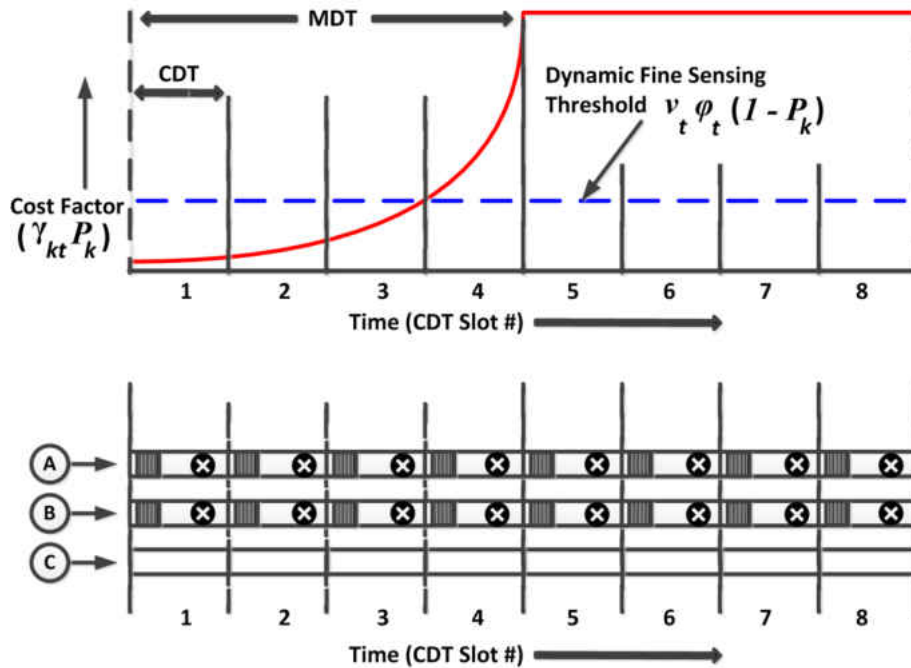 MDT
CDT
Dynamic Fine Sensing
Threshold ν_t φ_t (1 - P_k)
Cost Factor
(γ_kt P_k)
1 2 3 4 5 6 7 8
Time (CDT Slot #)
A
B
C
1 2 3 4 5 6 7 8
Time (CDT Slot #)